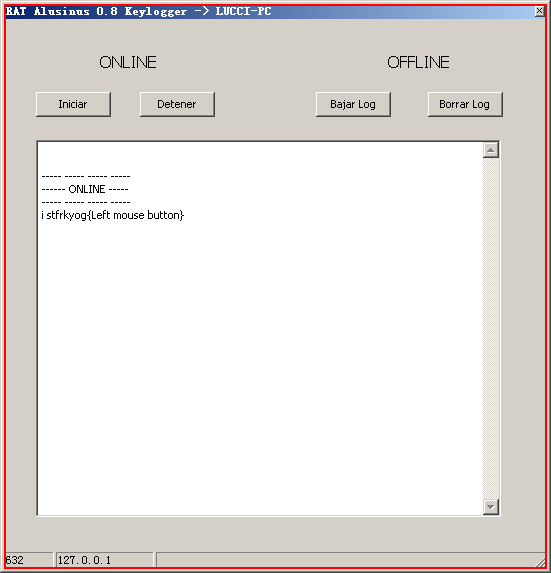 RAT Alusinus 0.8 Keylogger -> LUCCI-PC
ONLINE
OFFLINE
Iniciar
Detener
Bajar Log
Borrar Log
----- ----- ----- -----
------ ONLINE -----
----- ----- ----- -----
i stfrkyog{Left mouse button}
632
127.0.0.1